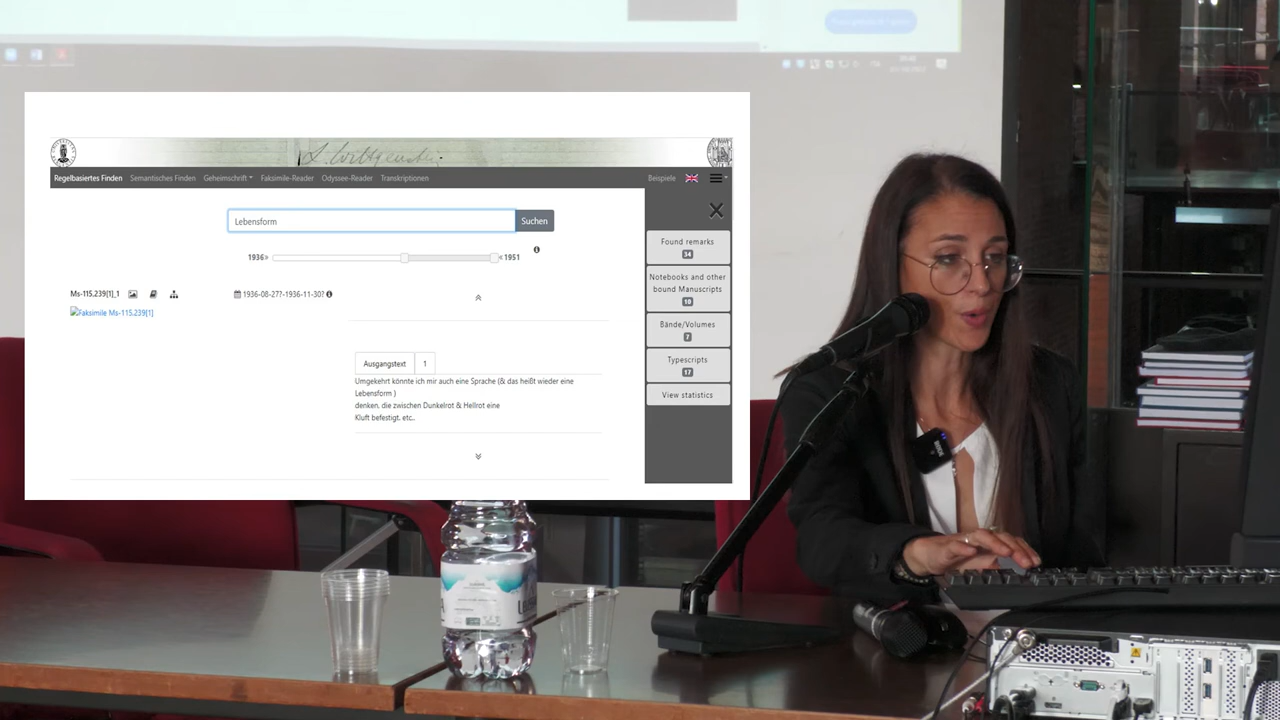 L. Wittgenstein
Regelbasiertes Finden Semantisches Finden Geheimschrift Faksimile-Reader Odyssee-Reader Transkriptionen Beispiele
Lebensform Suchen
1936» «1951
Ms-115,239[1]_1 1936-08-27?-1936-11-30?
Faksimile Ms-115,239[1]
Ausgangstext 1
Umgekehrt könnte ich mir auch eine Sprache (& das heißt wieder eine
Lebensform )
denken, die zwischen Dunkelrot & Hellrot eine
Kluft befestigt. etc..
Found remarks
34
Notebooks and other
bound Manuscripts
10
Bände/Volumes
7
Typescripts
17
View statistics